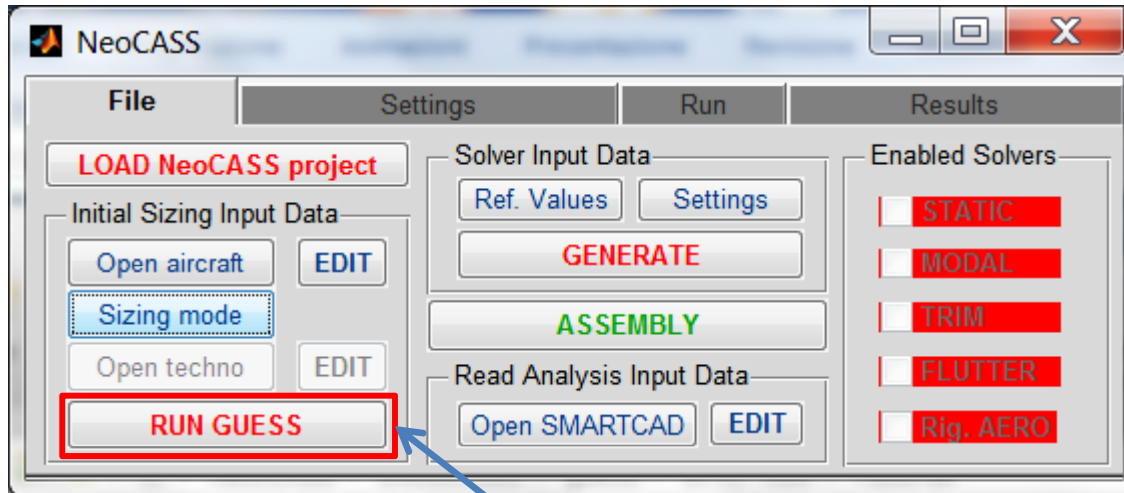 NeoCASS
File Settings Run Results
LOAD NeoCASS project
Initial Sizing Input Data
Open aircraft EDIT
Sizing mode
Open techno EDIT
RUN GUESS
Solver Input Data
Ref. Values Settings
GENERATE
ASSEMBLY
Read Analysis Input Data
Open SMARTCAD EDIT
Enabled Solvers
STATIC
MODAL
TRIM
FLUTTER
Rig. AERO